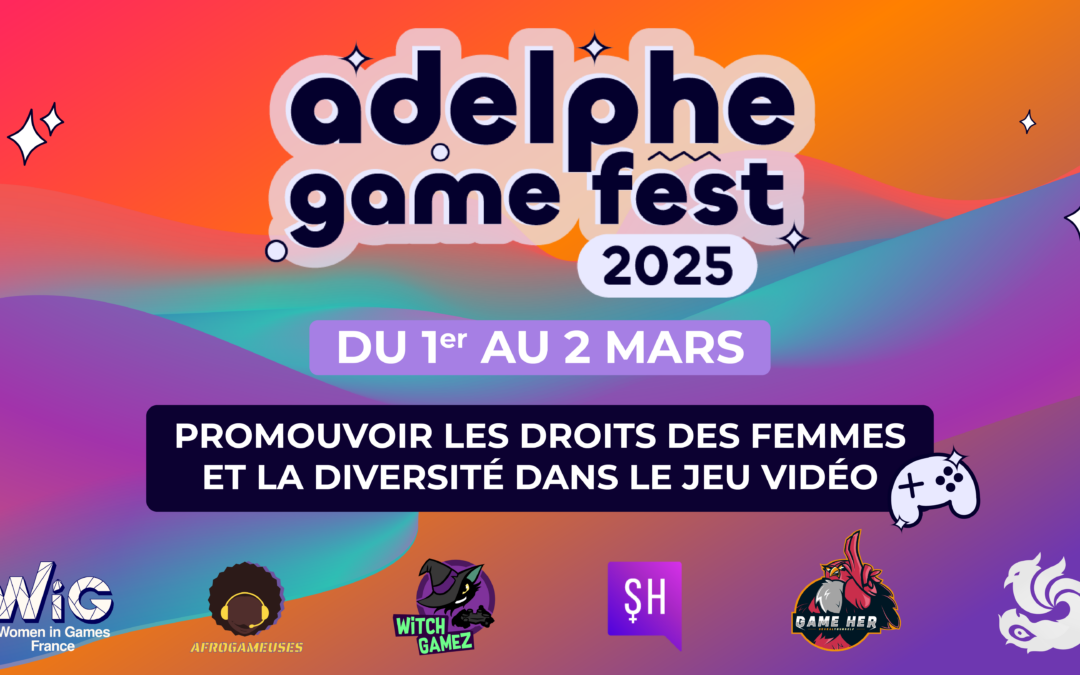 adelphe
game fest
2025
DU 1er AU 2 MARS
PROMOUVOIR LES DROITS DES FEMMES
ET LA DIVERSITÉ DANS LE JEU VIDÉO
WiG
Women in Games
France
AFROGAMEUSES
WiTCH
GAMEZ
SH
GAME HER